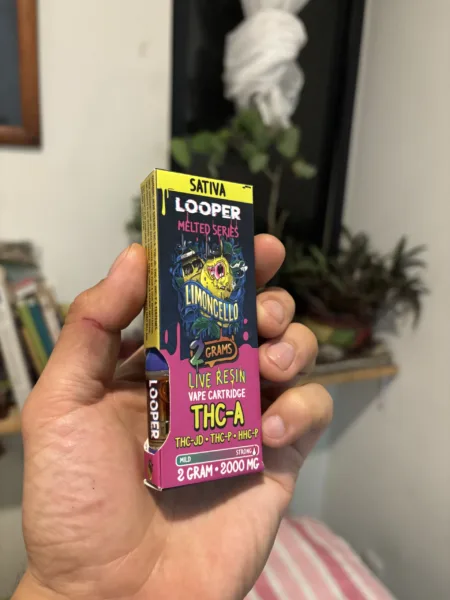 SATIVA
LOOPER
MELTED SERIES
LIMONCELLO
2 GRAMS
LIVE RESIN
VAPE CARTRIDGE
THC-A
THC-JD • THC-P • HHC-P
MILD STRONG
2 GRAM • 2000 MG
LOOPER